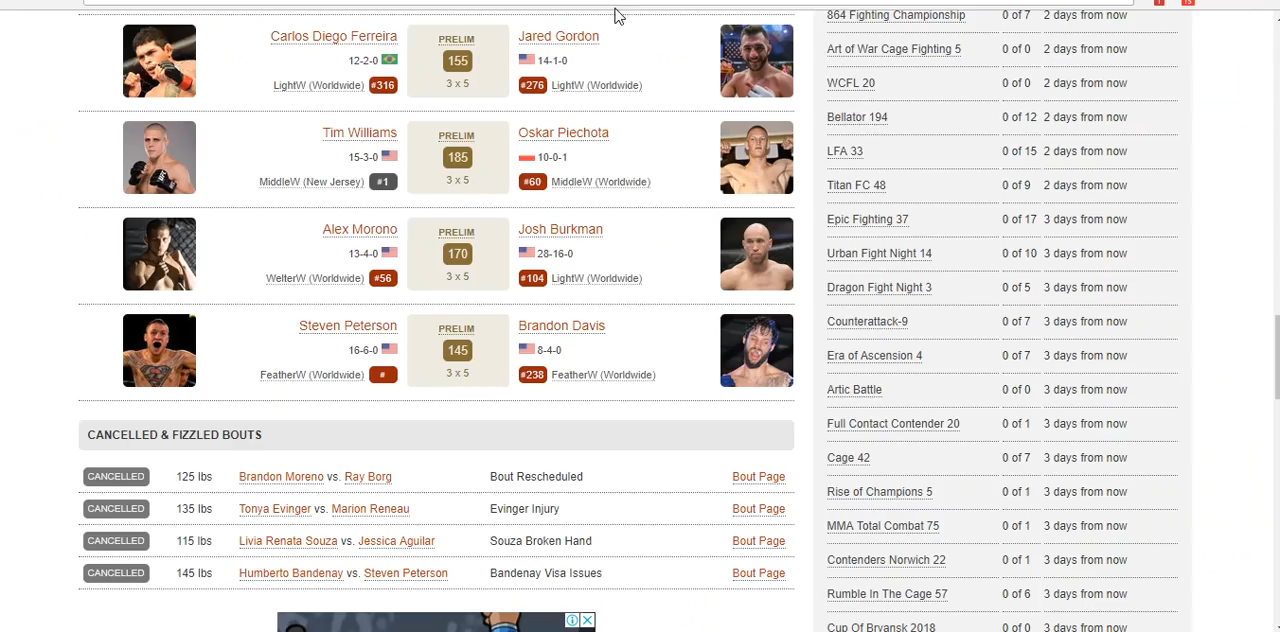 Carlos Diego Ferreira PRELIM Jared Gordon
12-2-0 155 14-1-0
LightW (Worldwide) #316 3 x 5 #276 LightW (Worldwide)
Tim Williams PRELIM Oskar Piechota
15-3-0 185 10-0-1
MiddleW (New Jersey) #1 3 x 5 #60 MiddleW (Worldwide)
Alex Morono PRELIM Josh Burkman
13-4-0 170 28-16-0
WelterW (Worldwide) #56 3 x 5 #104 LightW (Worldwide)
Steven Peterson PRELIM Brandon Davis
16-6-0 145 8-4-0
FeatherW (Worldwide) # 3 x 5 #238 FeatherW (Worldwide)
CANCELLED & FIZZLED BOUTS
CANCELLED 125 lbs Brandon Moreno vs. Ray Borg Bout Rescheduled Bout Page
CANCELLED 135 lbs Tonya Evinger vs. Marion Reneau Evinger Injury Bout Page
CANCELLED 115 lbs Livia Renata Souza vs. Jessica Aguilar Souza Broken Hand Bout Page
CANCELLED 145 lbs Humberto Bandenay vs. Steven Peterson Bandenay Visa Issues Bout Page
864 Fighting Championship 0 of 7 2 days from now
Art of War Cage Fighting 5 0 of 0 2 days from now
WCFL 20 0 of 0 2 days from now
Bellator 194 0 of 12 2 days from now
LFA 33 0 of 15 2 days from now
Titan FC 48 0 of 9 2 days from now
Epic Fighting 37 0 of 17 3 days from now
Urban Fight Night 14 0 of 10 3 days from now
Dragon Fight Night 3 0 of 5 3 days from now
Counterattack-9 0 of 7 3 days from now
Era of Ascension 4 0 of 7 3 days from now
Artic Battle 0 of 0 3 days from now
Full Contact Contender 20 0 of 1 3 days from now
Cage 42 0 of 7 3 days from now
Rise of Champions 5 0 of 1 3 days from now
MMA Total Combat 75 0 of 1 3 days from now
Contenders Norwich 22 0 of 1 3 days from now
Rumble In The Cage 57 0 of 6 3 days from now
Cup Of Bryansk 2018 0 of 0 3 days from now